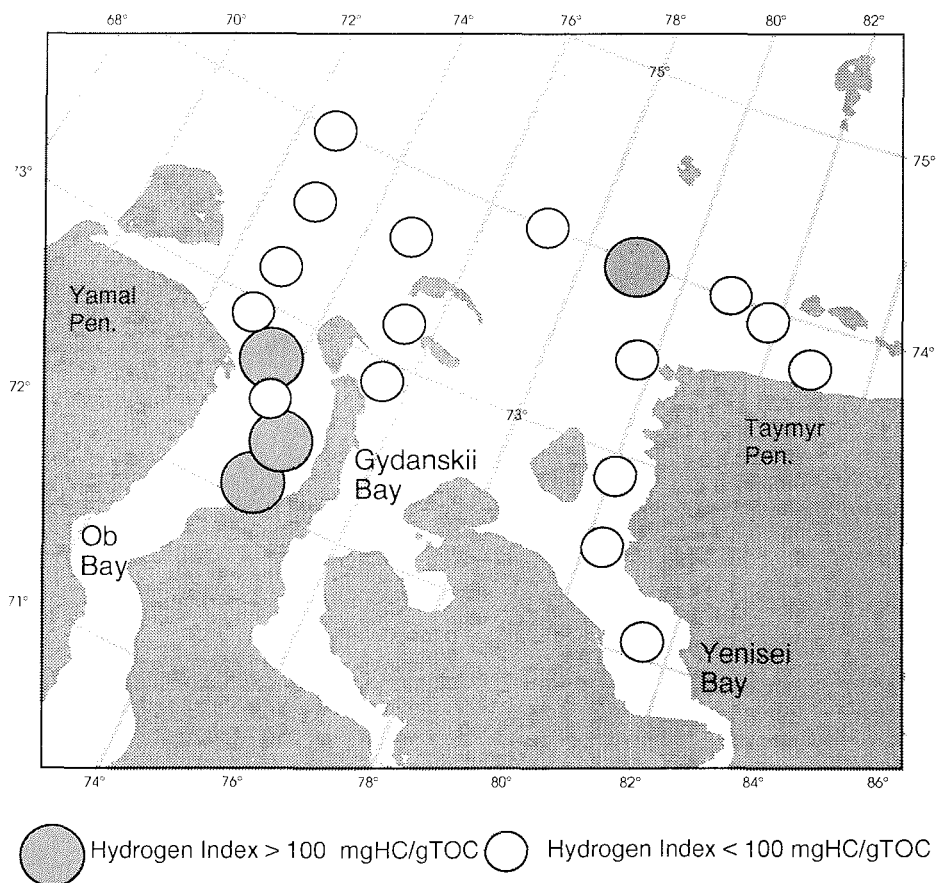 68° 70° 72° 74° 76° 78° 80° 82°
75°
75°
73°
Yamal
Pen.
74°
72°
73°
Taymyr
Pen.
Gydanskii
Bay
Ob
Bay
71°
Yenisei
Bay
74° 76° 78° 80° 82° 84° 86°
Hydrogen Index > 100 mgHC/gTOC Hydrogen Index < 100 mgHC/gTOC